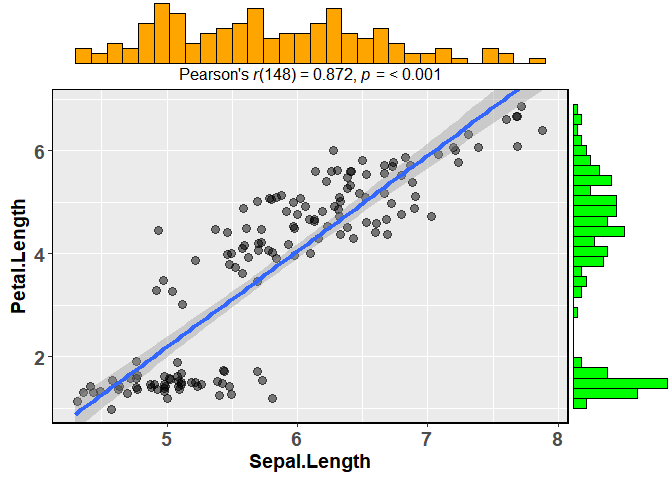 Pearson's r(148) = 0.872, p = < 0.001
6
4
2
Petal.Length
5 6 7 8
Sepal.Length